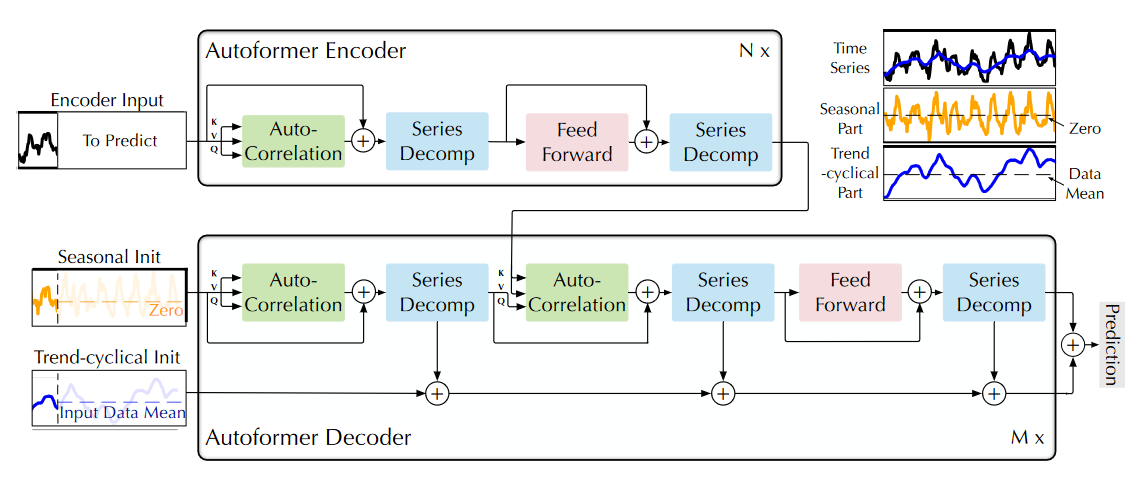 Autoformer Encoder
N x
Encoder Input
To Predict
K
V
Q
Auto-
Correlation
+
Series
Decomp
Feed
Forward
+
Series
Decomp
Time
Series
Seasonal
Part
Zero
Trend
-cyclical
Part
Data
Mean
Seasonal Init
Zero
K
V
Q
Auto-
Correlation
+
Series
Decomp
K
V
Q
Auto-
Correlation
+
Series
Decomp
Feed
Forward
+
Series
Decomp
Trend-cyclical Init
Input Data Mean
+
+
+
+
Prediction
Autoformer Decoder
M x